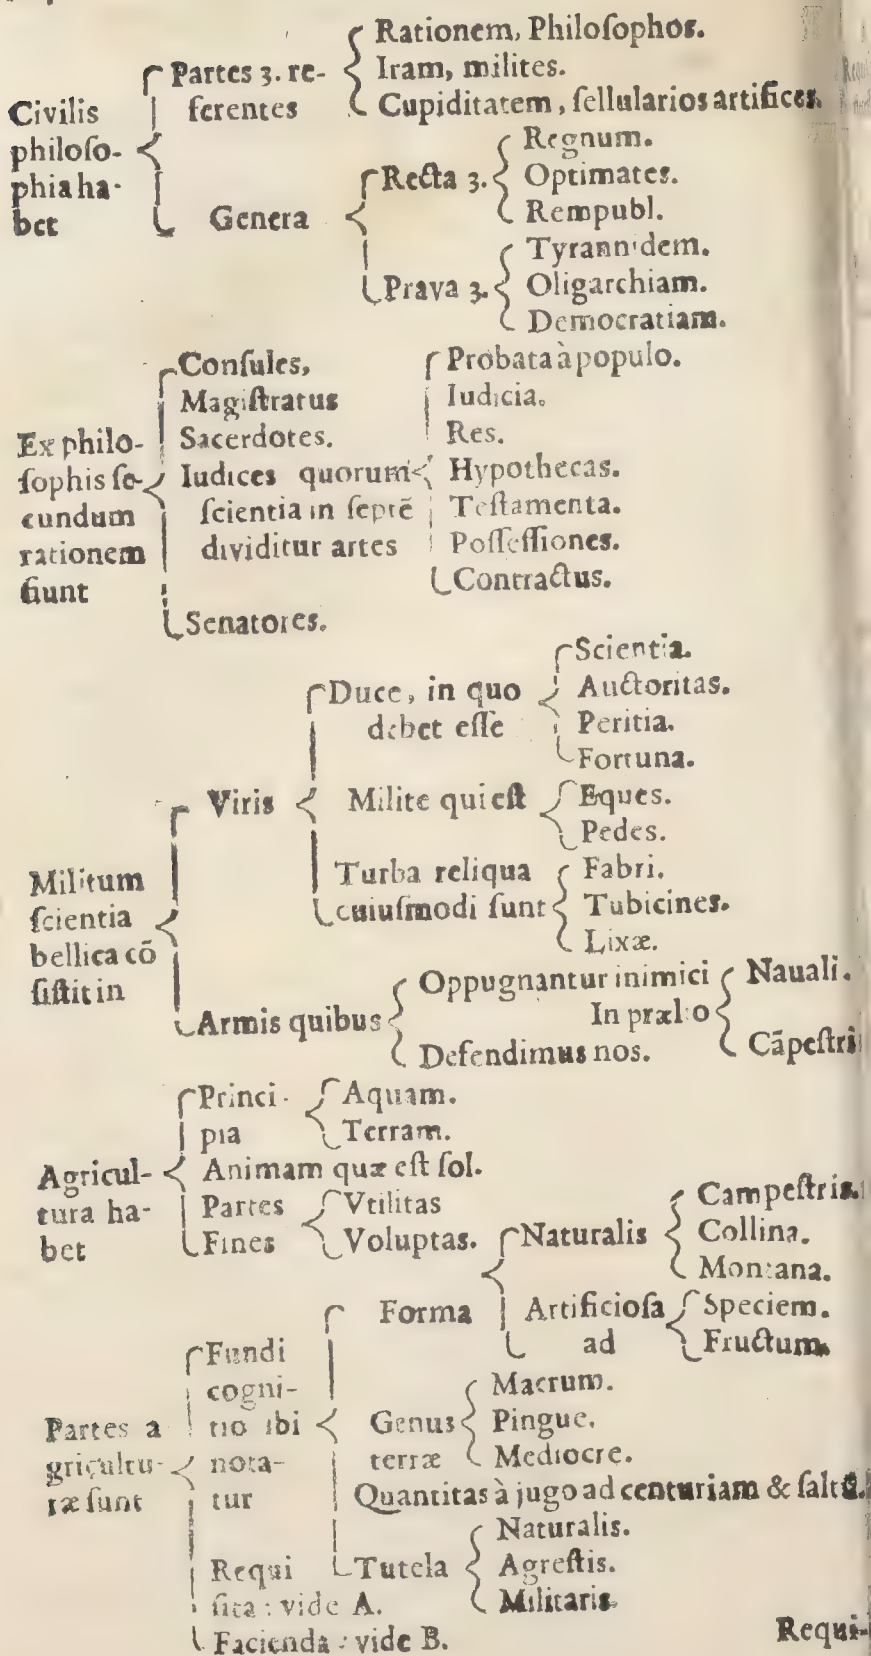 Civilis
philoſo-
phia ha-
bet
Partes 3. re-
ferentes
Rationem, Philoſophos.
Iram, milites.
Cupiditatem, ſellularios artifices.
Genera
Recta 3.
Regnum.
Optimates.
Rempubl.
Prava 3.
Tyrannidem.
Oligarchiam.
Democratiam.
Ex philo-
ſophis ſe-
cundum
rationem
fiunt
Conſules,
Magiſtratus
Sacerdotes.
Iudices quorum
ſcientia in ſeptē
dividitur artes
Probata à populo.
Iudicia.
Res.
Hypothecas.
Teſtamenta.
Poſſeſſiones.
Contractus.
Senatores.
Militum
ſcientia
bellica cō
ſiſtit in
Viris
Duce, in quo
debet eſſe
Scientia.
Auctoritas.
Peritia.
Fortuna.
Milite qui eſt
Eques.
Pedes.
Turba reliqua
cuiuſmodi ſunt
Fabri.
Tubicines.
Lixæ.
Armis quibus
Oppugnantur inimici
In prælio
Nauali.
Cāpeſtri
Defendimus nos.
Agricul-
tura ha-
bet
Princi-
pia
Aquam.
Terram.
Animam quæ eſt ſol.
Partes
Fines
Vtilitas
Voluptas.
Partes a
gricultu-
ræ ſunt
Fundi
cogni-
tio ibi
nota-
tur
Forma
Naturalis
Campeſtris.
Collina.
Montana.
Artificioſa
ad
Speciem.
Fructum.
Genus
terræ
Macrum.
Pingue.
Mediocre.
Quantitas à jugo ad centuriam & ſaltū.
Tutela
Naturalis.
Agreſtis.
Militaris.
Requi
ſita : vide A.
Facienda : vide B.
Requi-